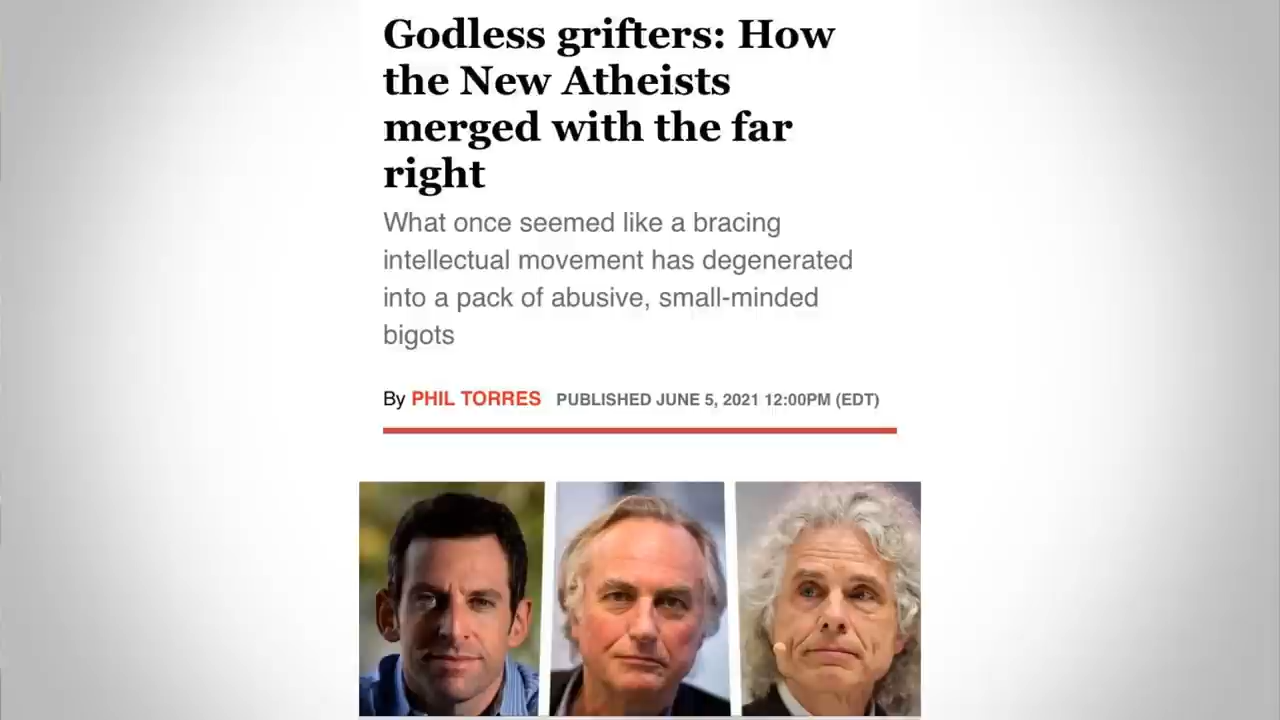 Godless grifters: How
the New Atheists
merged with the far
right
What once seemed like a bracing
intellectual movement has degenerated
into a pack of abusive, small-minded
bigots
By PHIL TORRES PUBLISHED JUNE 5, 2021 12:00PM (EDT)